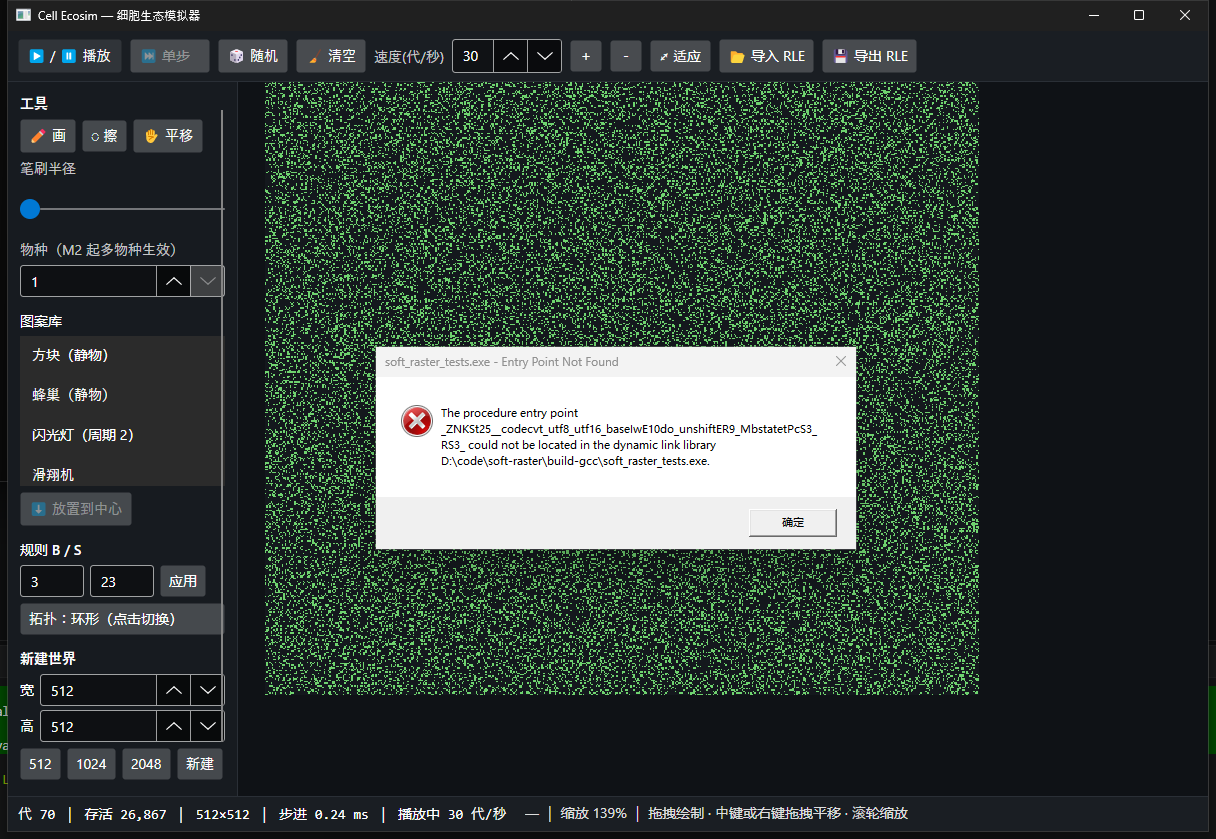 Cell Ecosim — 细胞生态模拟器
/ 播放 单步 随机 清空 速度(代/秒) 30 + - 适应 导入 RLE 导出 RLE
工具
画 擦 平移
笔刷半径
物种（M2 起多物种生效）
1
图案库
方块（静物）
蜂巢（静物）
闪光灯（周期 2）
滑翔机
放置到中心
规则 B / S
3 23 应用
拓扑：环形（点击切换）
新建世界
宽 512
高 512
512 1024 2048 新建
soft_raster_tests.exe - Entry Point Not Found
The procedure entry point
_ZNKSt25__codecvt_utf8_utf16_baseIwE10do_unshiftER9_MbstatetPcS3_
RS3_ could not be located in the dynamic link library
D:\code\soft-raster\build-gcc\soft_raster_tests.exe.
确定
代 70 | 存活 26,867 | 512×512 | 步进 0.24 ms | 播放中 30 代/秒 — | 缩放 139% | 拖拽绘制 · 中键或右键拖拽平移 · 滚轮缩放